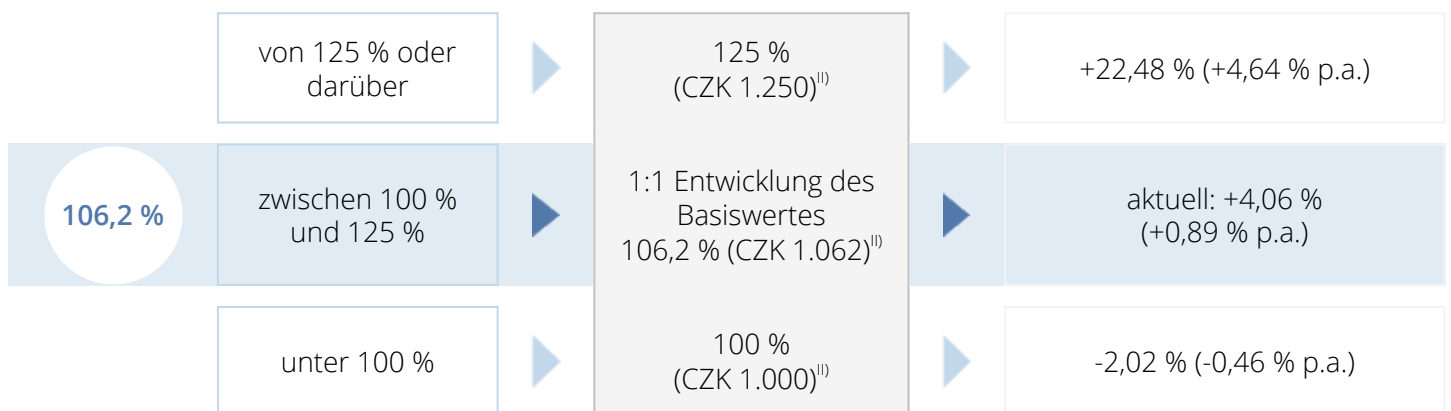 von 125 % oder
darüber
125 %
(CZK 1.250)II)
+22,48 % (+4,64 % p.a.)
106,2 %
zwischen 100 %
und 125 %
1:1 Entwicklung des
Basiswertes
106,2 % (CZK 1.062)II)
aktuell: +4,06 %
(+0,89 % p.a.)
unter 100 %
100 %
(CZK 1.000)II)
-2,02 % (-0,46 % p.a.)